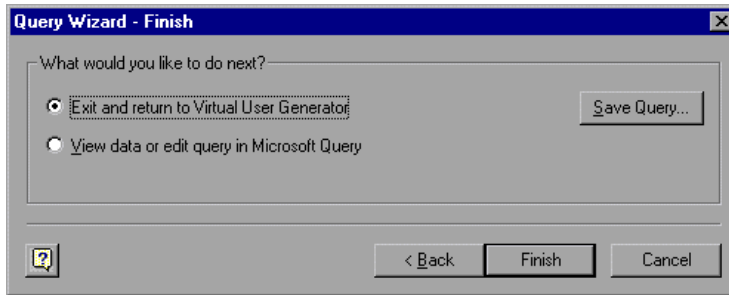 Query Wizard - Finish
What would you like to do next?
Exit and return to Virtual User Generator
Save Query...
View data or edit query in Microsoft Query
?
< Back
Finish
Cancel